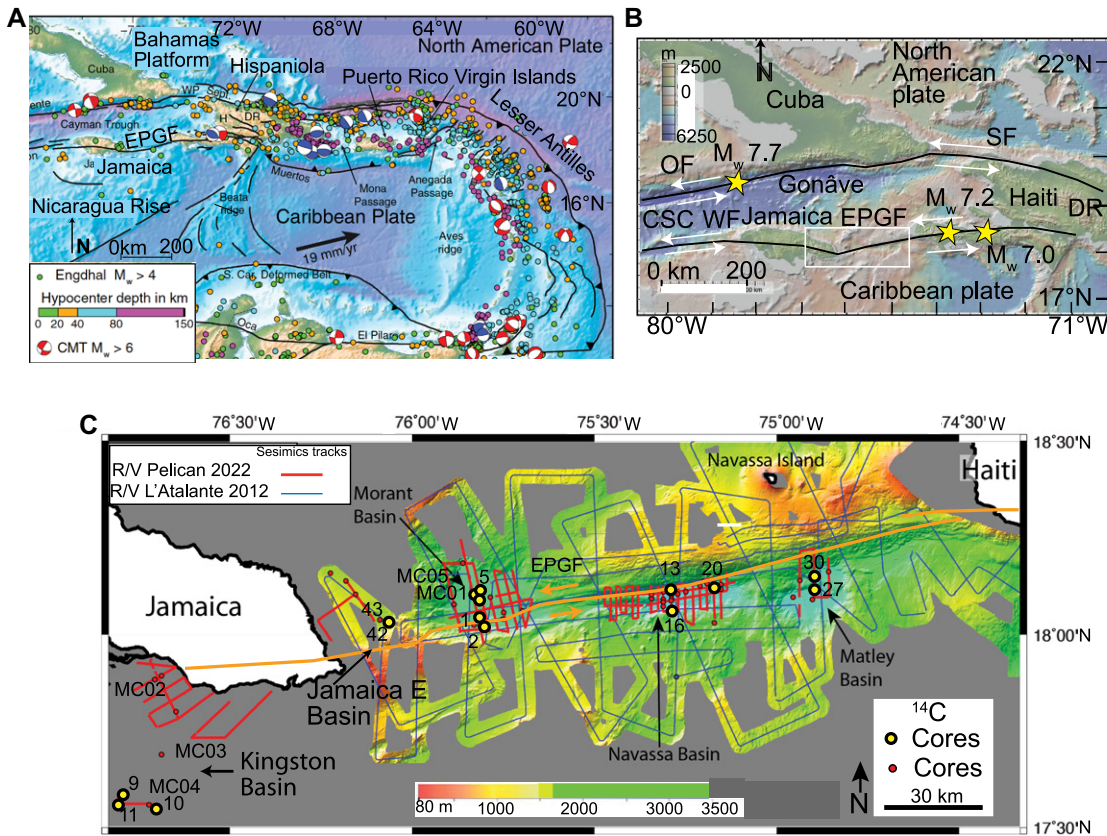 A
72°W
68°W
64°W
60°W
Bahamas
Platform
North American Plate
Cuba
Hispaniola
Puerto Rico
Virgin Islands
20°N
WP
Sept.
DR
H
Cayman Trough
EPGF
Lesser Antilles
Jamaica
Muertos
Mona
Passage
Anegada
Passage
16°N
Nicaragua Rise
Beata
ridge
Caribbean Plate
Aves
ridge
N
0km 200
19 mm/yr
Engdhal Mw > 4
Hypocenter depth in km
0 20 40 80 150
CMT Mw > 6
S. Car. Deformed Belt
Oca
El Pilar
B
m
2500
0
6250
N
Cuba
North
American
plate
22°N
SF
OF
Mw 7.7
Gonâve
Mw 7.2
Haiti
CSC WF
Jamaica
EPGF
DR
Mw 7.0
0 km 200
Caribbean plate
17°N
80°W
71°W
C
76°30'W
76°00'W
75°30'W
75°00'W
18°30'N
Sesimics tracks
R/V Pelican 2022
R/V L'Atalante 2012
Morant
Basin
Navassa Island
Haiti
EPGF
MC05
MC01
5
13
20
30
27
Jamaica
43
42
1
2
16
18°00'N
Matley
Basin
MC02
Jamaica E
Basin
Navassa Basin
MC03
Kingston
Basin
9
MC04
11
10
80 m 1000 2000 3000 3500
14C
Cores
Cores
N
30 km
17°30'N